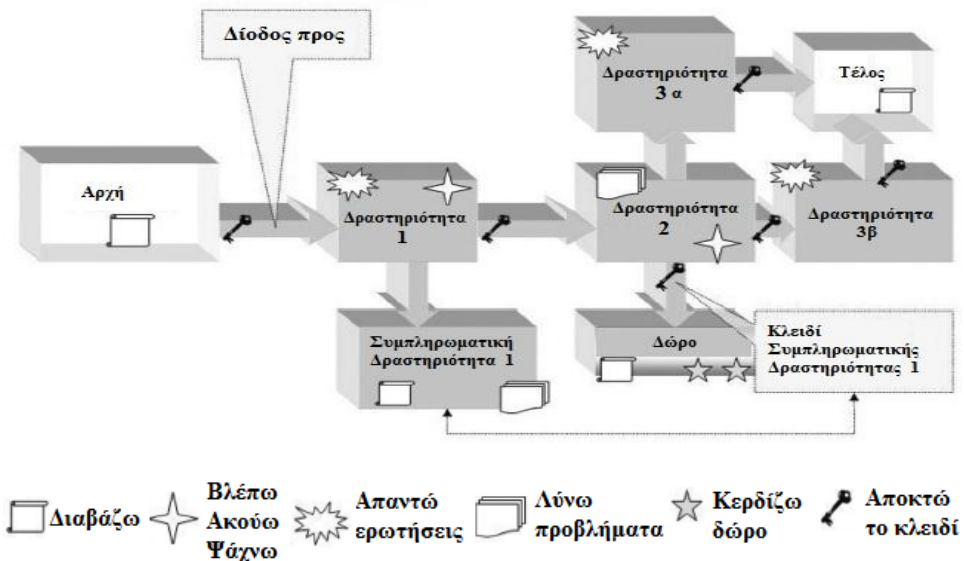 Δίοδος προς
Δραστηριότητα
3 α
Τέλος
Αρχή
Δραστηριότητα
1
Δραστηριότητα
2
Δραστηριότητα
3β
Συμπληρωματική
Δραστηριότητα 1
Δώρο
Κλειδί
Συμπληρωματικής
Δραστηριότητας 1
Διαβάζω
Βλέπω
Ακούω
Ψάχνω
Απαντώ
ερωτήσεις
Λύνω
προβλήματα
Κερδίζω
δώρο
Αποκτώ
το κλειδί